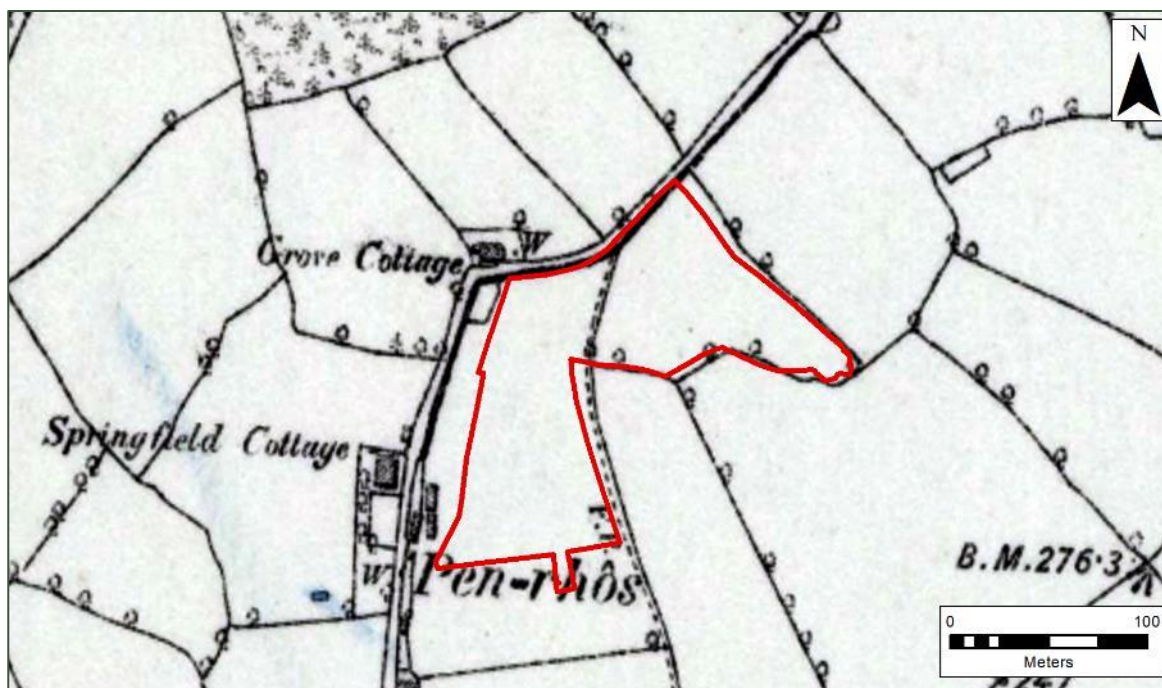 N
Grove Cottage
W
Springfield Cottage
F.P.
W
Pen-rhôs
B.M.276·3
0 100
Meters